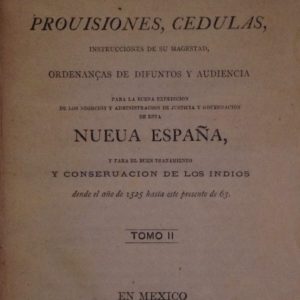 PROUISIONES, CEDULAS,
INSTRUCCIONES DE SU MAGESTAD,
ORDENANÇAS DE DIFUNTOS Y AUDIENCIA
PARA LA BUENA EXPEDICION
DE LOS NEGOCIOS Y ADMINISTRACION DE JUSTICIA Y GOUERNACION
DE ESTA
NUEUA ESPAÑA,
Y PARA EL BUEN TRATAMIENTO
Y CONSERUACION DE LOS INDIOS
desde el año de 1525 hasta este presente de 63.
TOMO II
EN MEXICO